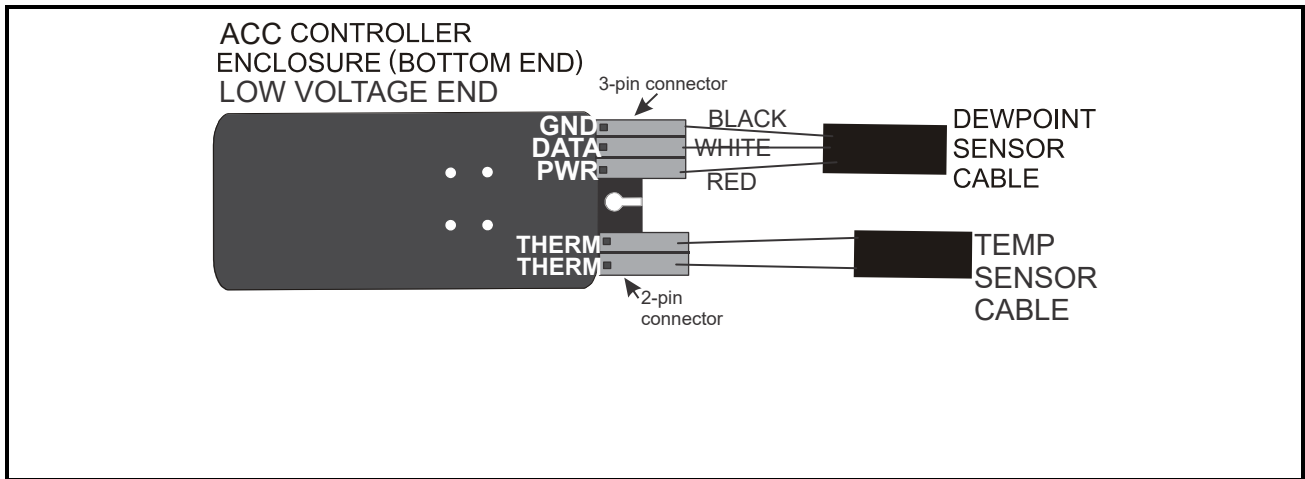 ACC CONTROLLER
ENCLOSURE (BOTTOM END)
LOW VOLTAGE END
3-pin connector
GND
DATA
PWR
BLACK
WHITE
RED
DEWPOINT
SENSOR
CABLE
THERM
THERM
2-pin
connector
TEMP
SENSOR
CABLE